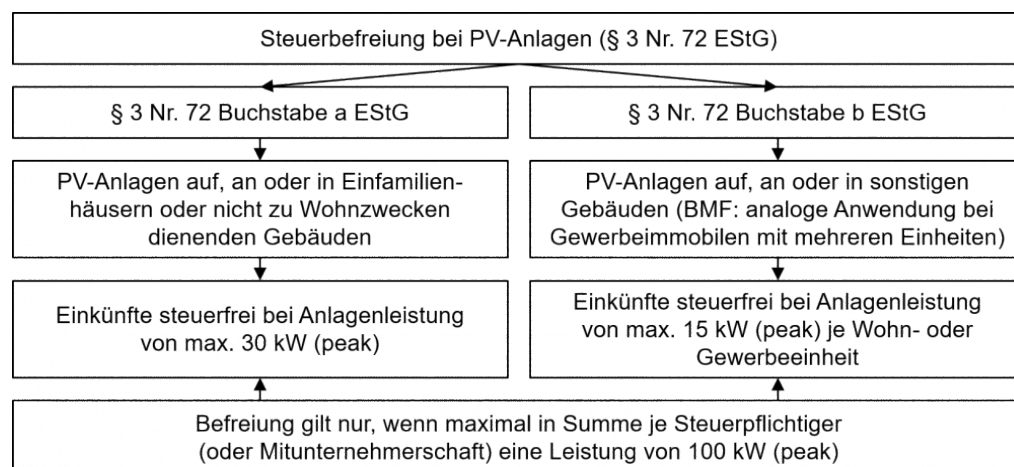 Steuerbefreiung bei PV-Anlagen (§ 3 Nr. 72 EStG)
§ 3 Nr. 72 Buchstabe a EStG
§ 3 Nr. 72 Buchstabe b EStG
PV-Anlagen auf, an oder in Einfamilien-
häusern oder nicht zu Wohnzwecken
dienenden Gebäuden
PV-Anlagen auf, an oder in sonstigen
Gebäuden (BMF: analoge Anwendung bei
Gewerbeimmobilen mit mehreren Einheiten)
Einkünfte steuerfrei bei Anlagenleistung
von max. 30 kW (peak)
Einkünfte steuerfrei bei Anlagenleistung
von max. 15 kW (peak) je Wohn- oder
Gewerbeeinheit
Befreiung gilt nur, wenn maximal in Summe je Steuerpflichtiger
(oder Mitunternehmerschaft) eine Leistung von 100 kW (peak)